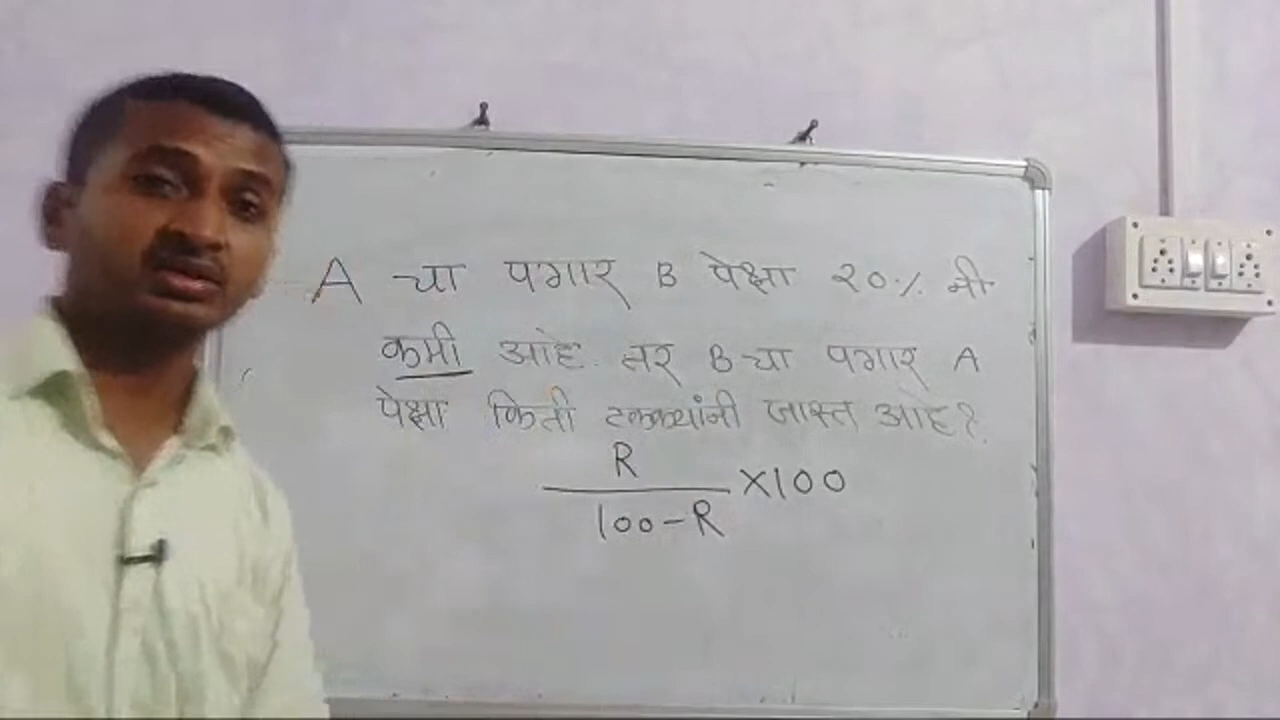 A चा पगार B पेक्षा २०% नी
कमी आहे. तर B चा पगार A
पेक्षा किती टक्क्यांनी जास्त आहे?
R
100-R ×100